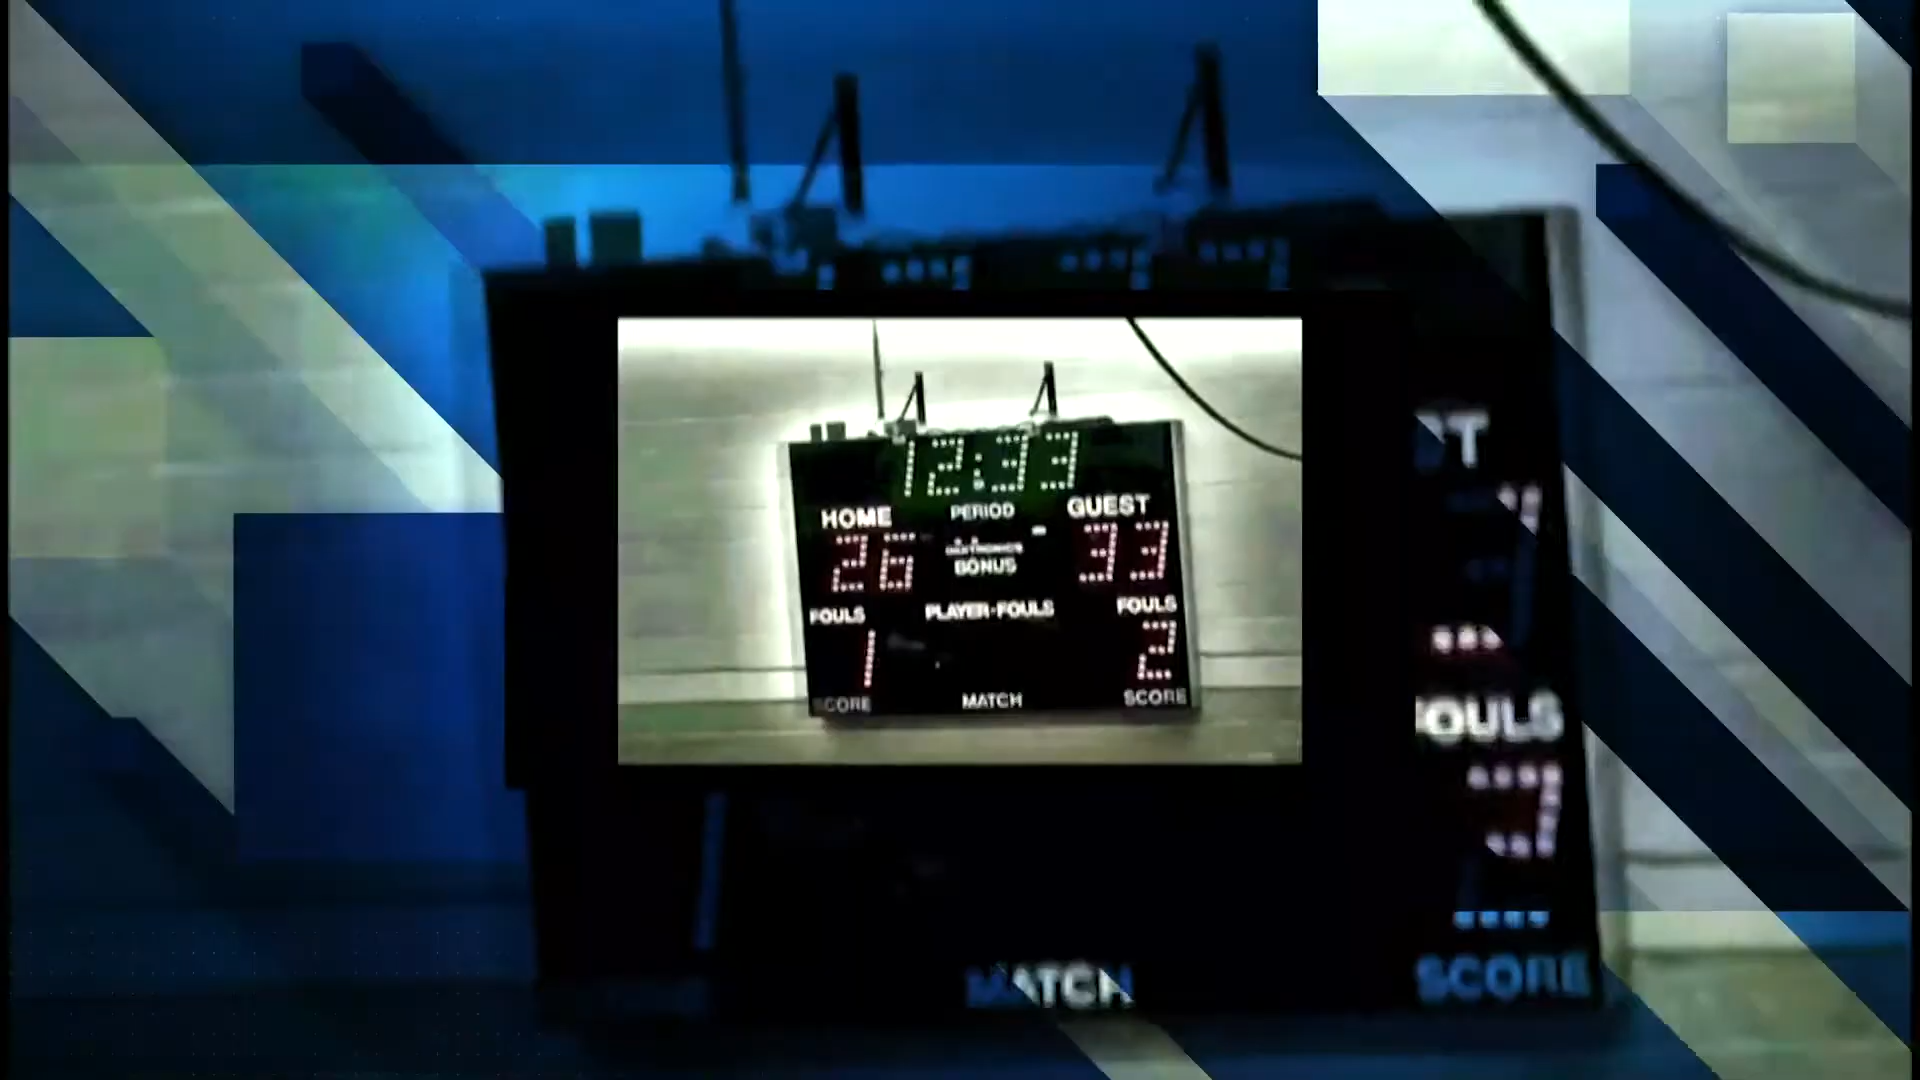 12:33
HOME PERIOD GUEST
26 33
BONUS
FOULS PLAYER-FOULS FOULS
1 2
SCORE MATCH SCORE
T
FOULS
MATCH
SCORE